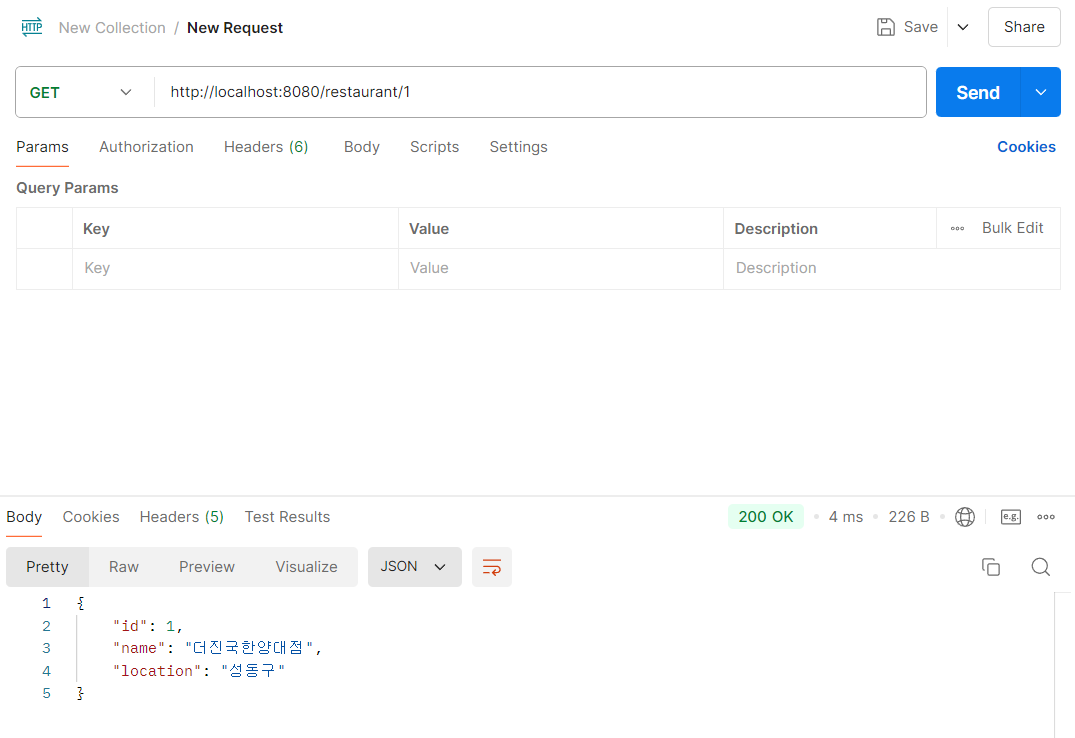 HTTP New Collection / New Request Save Share
GET http://localhost:8080/restaurant/1 Send
Params Authorization Headers (6) Body Scripts Settings Cookies
Query Params
Key Value Description Bulk Edit
Key Value Description
Body Cookies Headers (5) Test Results 200 OK 4 ms 226 B e.g.
Pretty Raw Preview Visualize JSON
1 {
2 "id": 1,
3 "name": "더진국한양대점",
4 "location": "성동구"
5 }